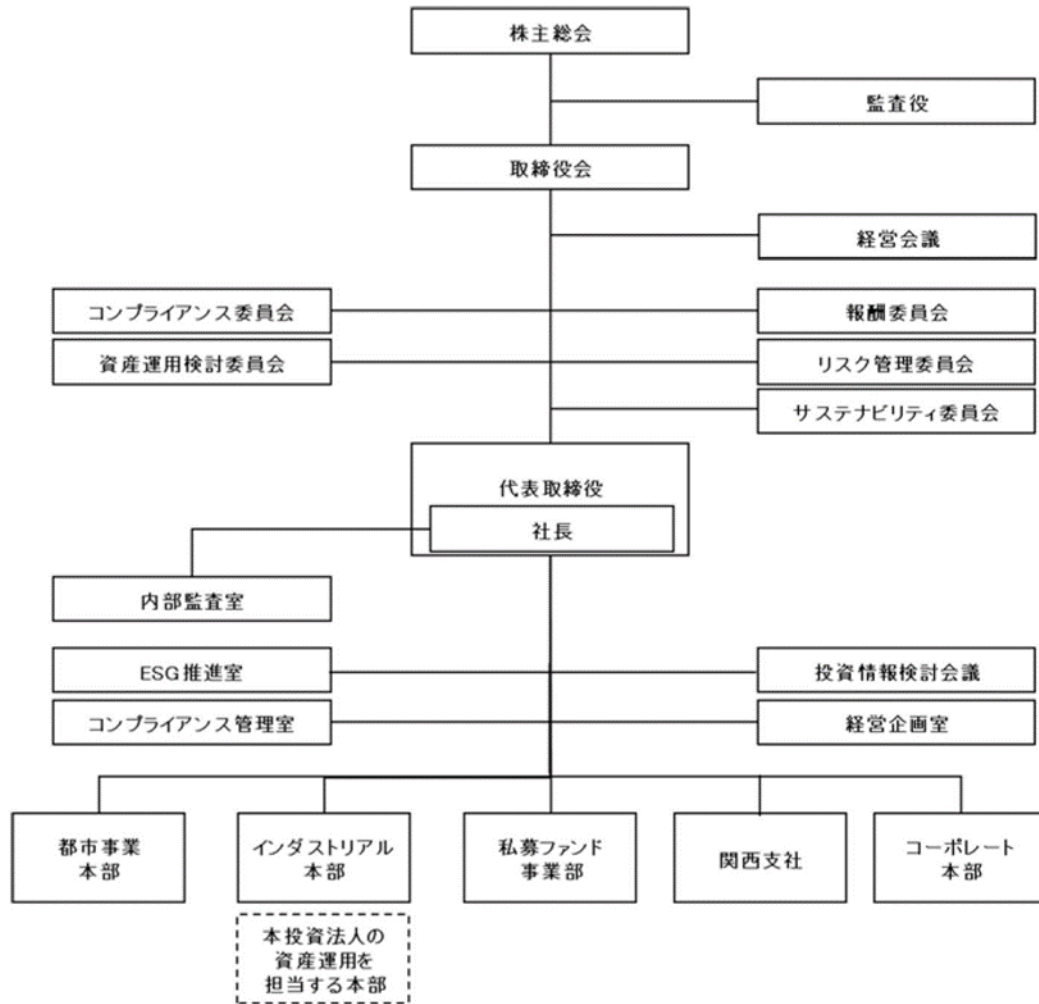 株主総会
監査役
取締役会
経営会議
コンプライアンス委員会
報酬委員会
資産運用検討委員会
リスク管理委員会
サステナビリティ委員会
代表取締役
社長
内部監査室
ESG推進室
投資情報検討会議
コンプライアンス管理室
経営企画室
都市事業
本部
インダストリアル
本部
私募ファンド
事業部
関西支社
コーポレート
本部
本投資法人の
資産運用を
担当する本部